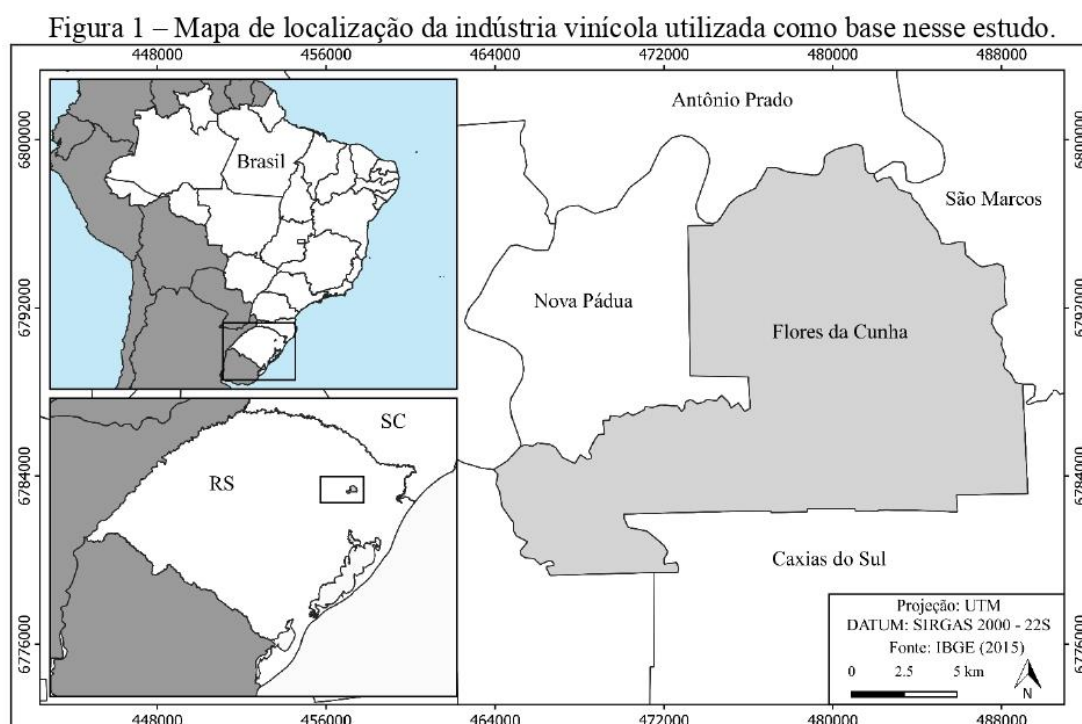 Figura 1 – Mapa de localização da indústria vinícola utilizada como base nesse estudo.
448000 456000 464000 472000 480000 488000
6800000 6800000
6792000 6792000
6784000 6784000
6776000 6776000
Brasil
SC
RS
Antônio Prado
São Marcos
Nova Pádua
Flores da Cunha
Caxias do Sul
Projeção: UTM
DATUM: SIRGAS 2000 - 22S
Fonte: IBGE (2015)
0 2.5 5 km
N
448000 456000 464000 472000 480000 488000